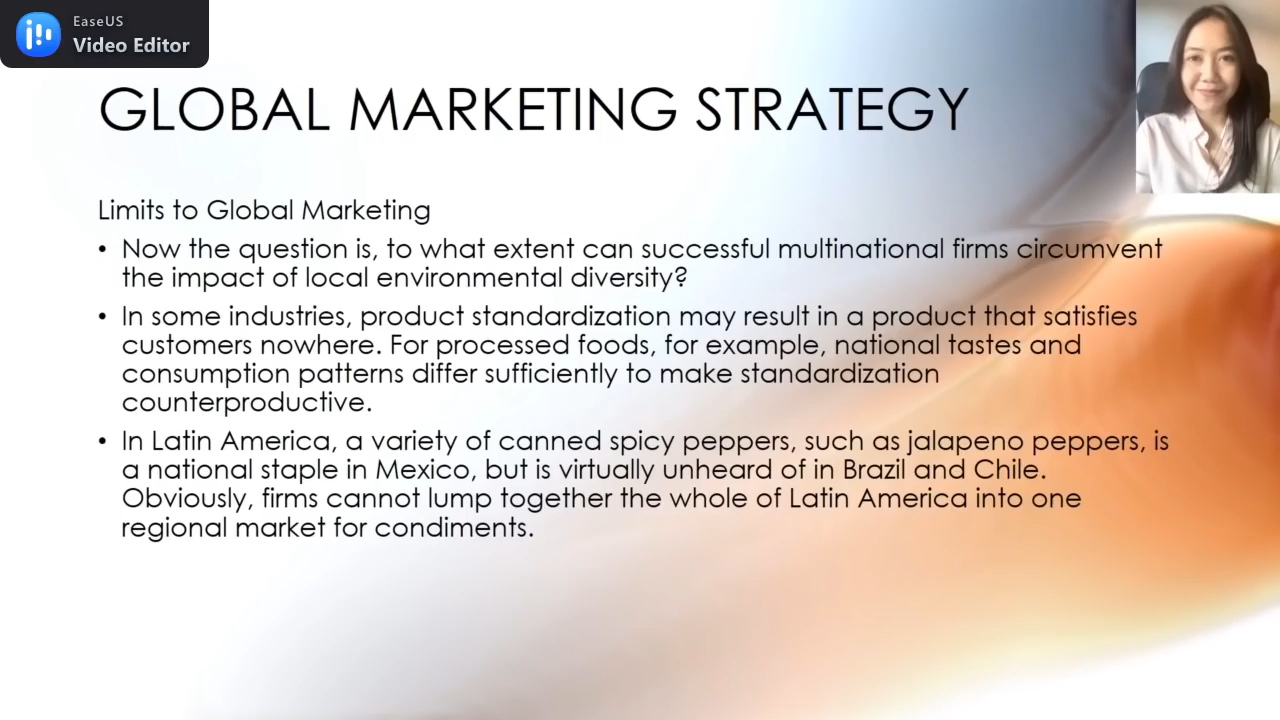 EaseUS
Video Editor
GLOBAL MARKETING STRATEGY
Limits to Global Marketing
• Now the question is, to what extent can successful multinational firms circumvent
the impact of local environmental diversity?
• In some industries, product standardization may result in a product that satisfies
customers nowhere. For processed foods, for example, national tastes and
consumption patterns differ sufficiently to make standardization
counterproductive.
• In Latin America, a variety of canned spicy peppers, such as jalapeno peppers, is
a national staple in Mexico, but is virtually unheard of in Brazil and Chile.
Obviously, firms cannot lump together the whole of Latin America into one
regional market for condiments.